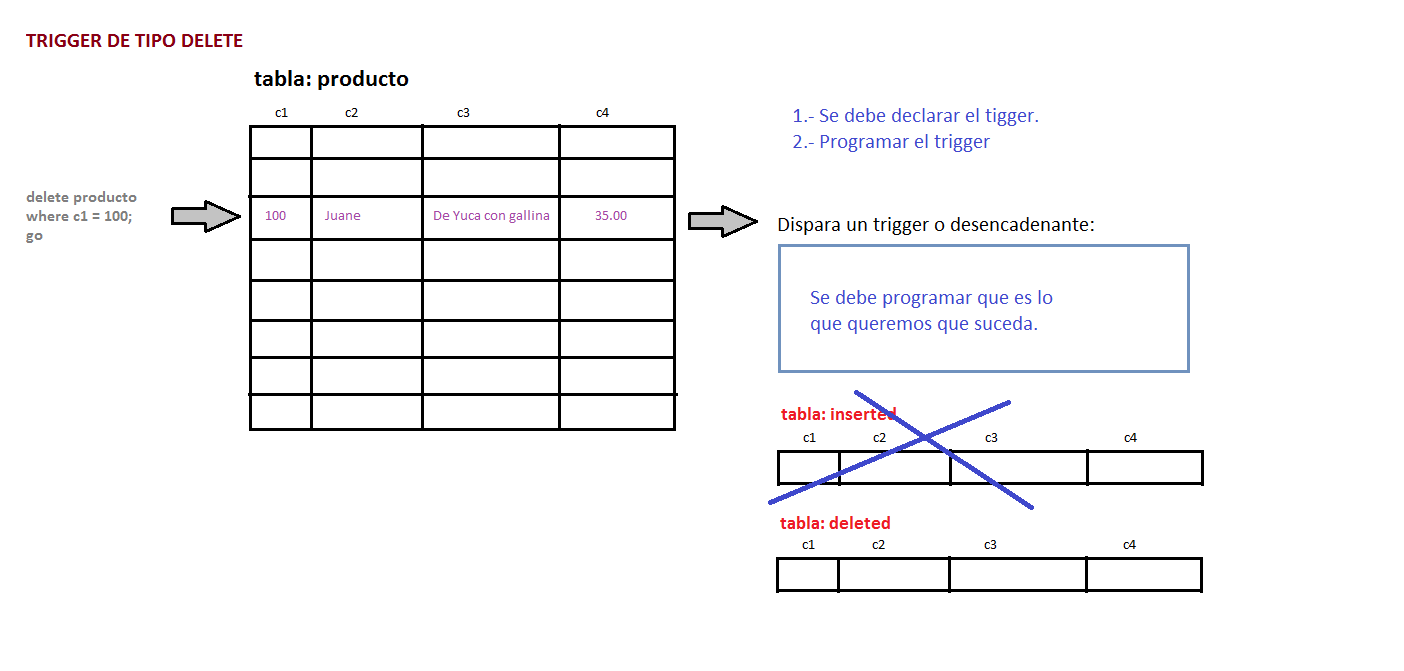 TRIGGER DE TIPO DELETE
tabla: producto
c1 c2 c3 c4
1.- Se debe declarar el tigger.
2.- Programar el trigger
delete producto
where c1 = 100;
go
100 Juane De Yuca con gallina 35.00
Dispara un trigger o desencadenante:
Se debe programar que es lo
que queremos que suceda.
tabla: inserted
c1 c2 c3 c4
tabla: deleted
c1 c2 c3 c4